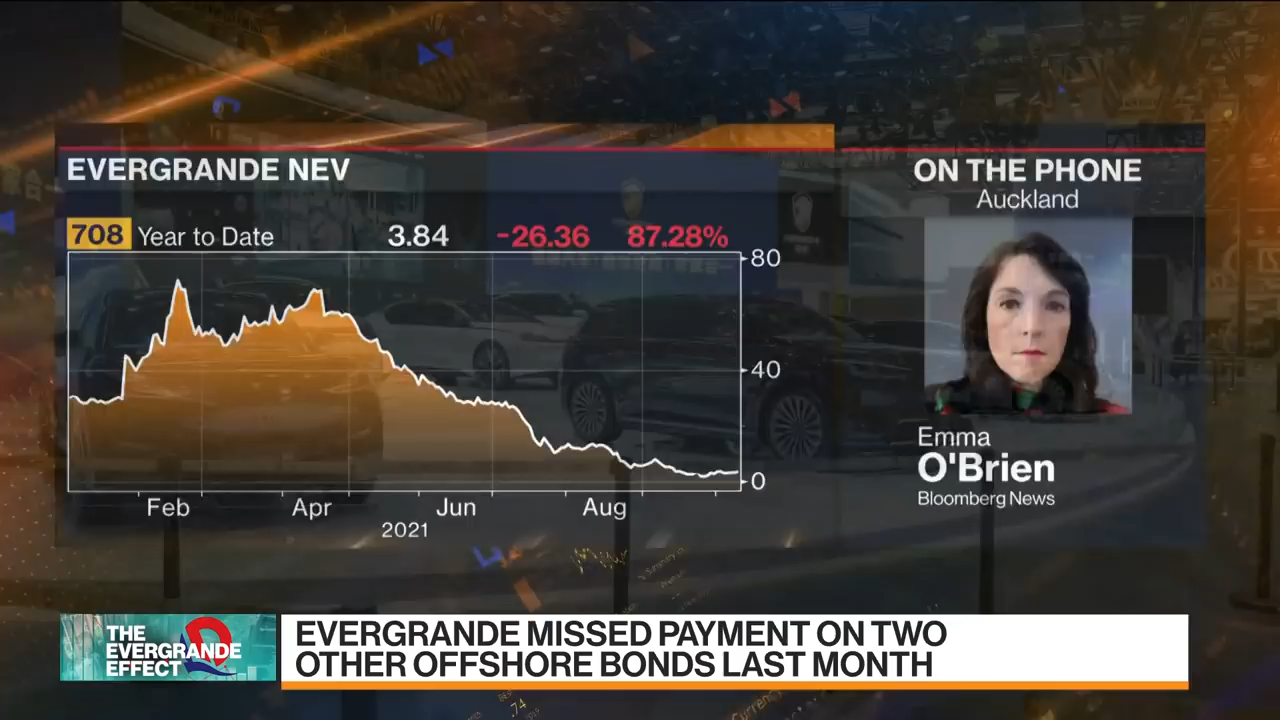 EVERGRANDE NEV
708 Year to Date 3.84 -26.36 87.28%
80
40
0
Feb Apr Jun Aug
2021
ON THE PHONE
Auckland
Emma
O'Brien
Bloomberg News
THE
EVERGRANDE
EFFECT
EVERGRANDE MISSED PAYMENT ON TWO
OTHER OFFSHORE BONDS LAST MONTH
.74